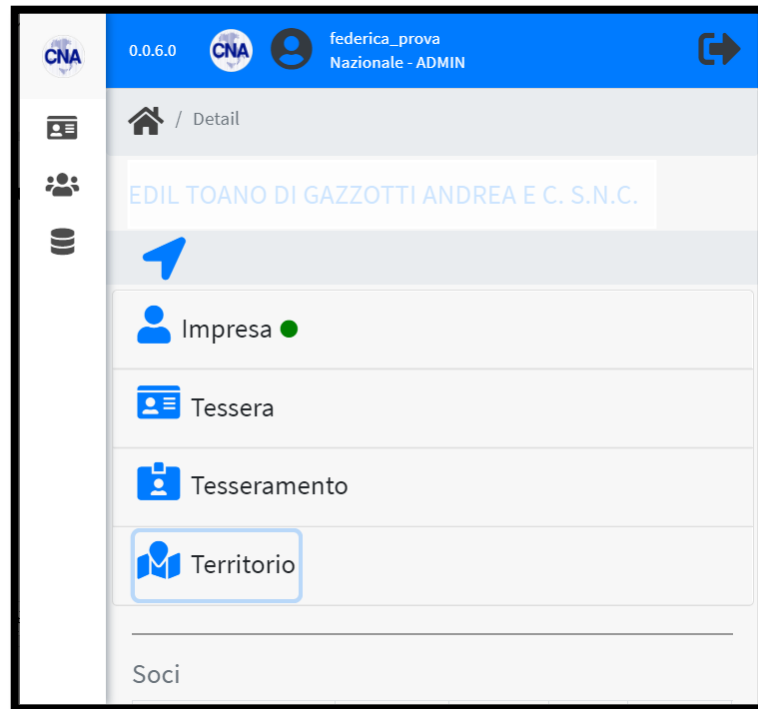 CNA
0.0.6.0 CNA federica_prova
Nazionale - ADMIN
/ Detail
EDIL TOANO DI GAZZOTTI ANDREA E C. S.N.C.
Impresa
Tessera
Tesseramento
Territorio
Soci